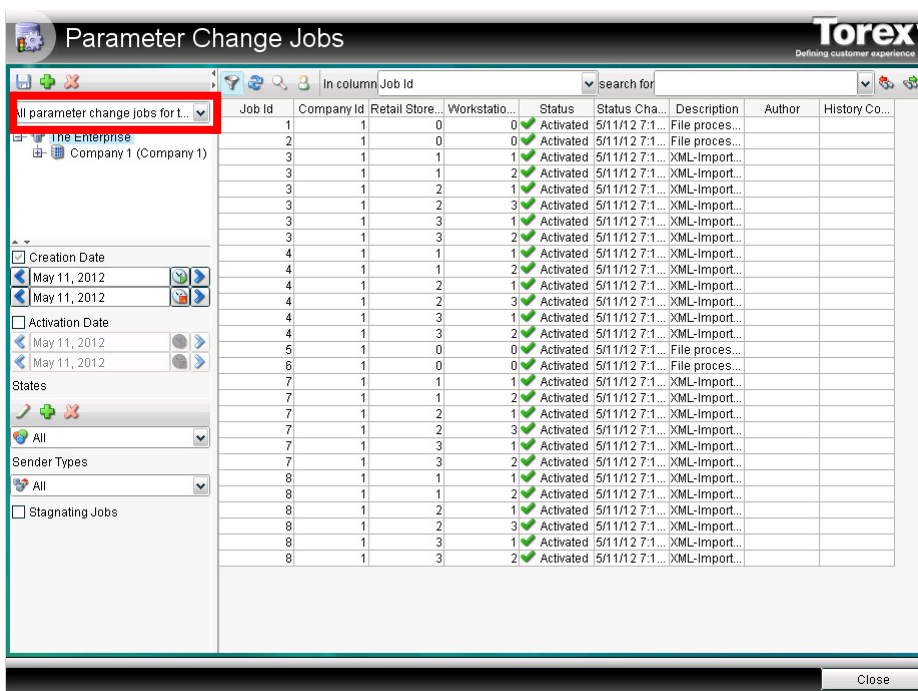 Parameter Change Jobs
Torex
Defining customer experience
In column Job Id search for
All parameter change jobs for t...
The Enterprise
Company 1 (Company 1)
Creation Date
May 11, 2012
May 11, 2012
Activation Date
May 11, 2012
May 11, 2012
States
All
Sender Types
All
Stagnating Jobs
Job Id Company Id Retail Store... Workstatio... Status Status Cha... Description Author History Co...
1 1 0 0 Activated 5/11/12 7:1... File proces...
2 1 0 0 Activated 5/11/12 7:1... File proces...
3 1 1 1 Activated 5/11/12 7:1... XML-Import...
3 1 1 2 Activated 5/11/12 7:1... XML-Import...
3 1 2 1 Activated 5/11/12 7:1... XML-Import...
3 1 2 3 Activated 5/11/12 7:1... XML-Import...
3 1 3 1 Activated 5/11/12 7:1... XML-Import...
3 1 3 2 Activated 5/11/12 7:1... XML-Import...
4 1 1 1 Activated 5/11/12 7:1... XML-Import...
4 1 1 2 Activated 5/11/12 7:1... XML-Import...
4 1 2 1 Activated 5/11/12 7:1... XML-Import...
4 1 2 3 Activated 5/11/12 7:1... XML-Import...
4 1 3 1 Activated 5/11/12 7:1... XML-Import...
4 1 3 2 Activated 5/11/12 7:1... XML-Import...
5 1 0 0 Activated 5/11/12 7:1... File proces...
6 1 0 0 Activated 5/11/12 7:1... File proces...
7 1 1 1 Activated 5/11/12 7:1... XML-Import...
7 1 1 2 Activated 5/11/12 7:1... XML-Import...
7 1 2 1 Activated 5/11/12 7:1... XML-Import...
7 1 2 3 Activated 5/11/12 7:1... XML-Import...
7 1 3 1 Activated 5/11/12 7:1... XML-Import...
7 1 3 2 Activated 5/11/12 7:1... XML-Import...
8 1 1 1 Activated 5/11/12 7:1... XML-Import...
8 1 1 2 Activated 5/11/12 7:1... XML-Import...
8 1 2 1 Activated 5/11/12 7:1... XML-Import...
8 1 2 3 Activated 5/11/12 7:1... XML-Import...
8 1 3 1 Activated 5/11/12 7:1... XML-Import...
8 1 3 2 Activated 5/11/12 7:1... XML-Import...
Close